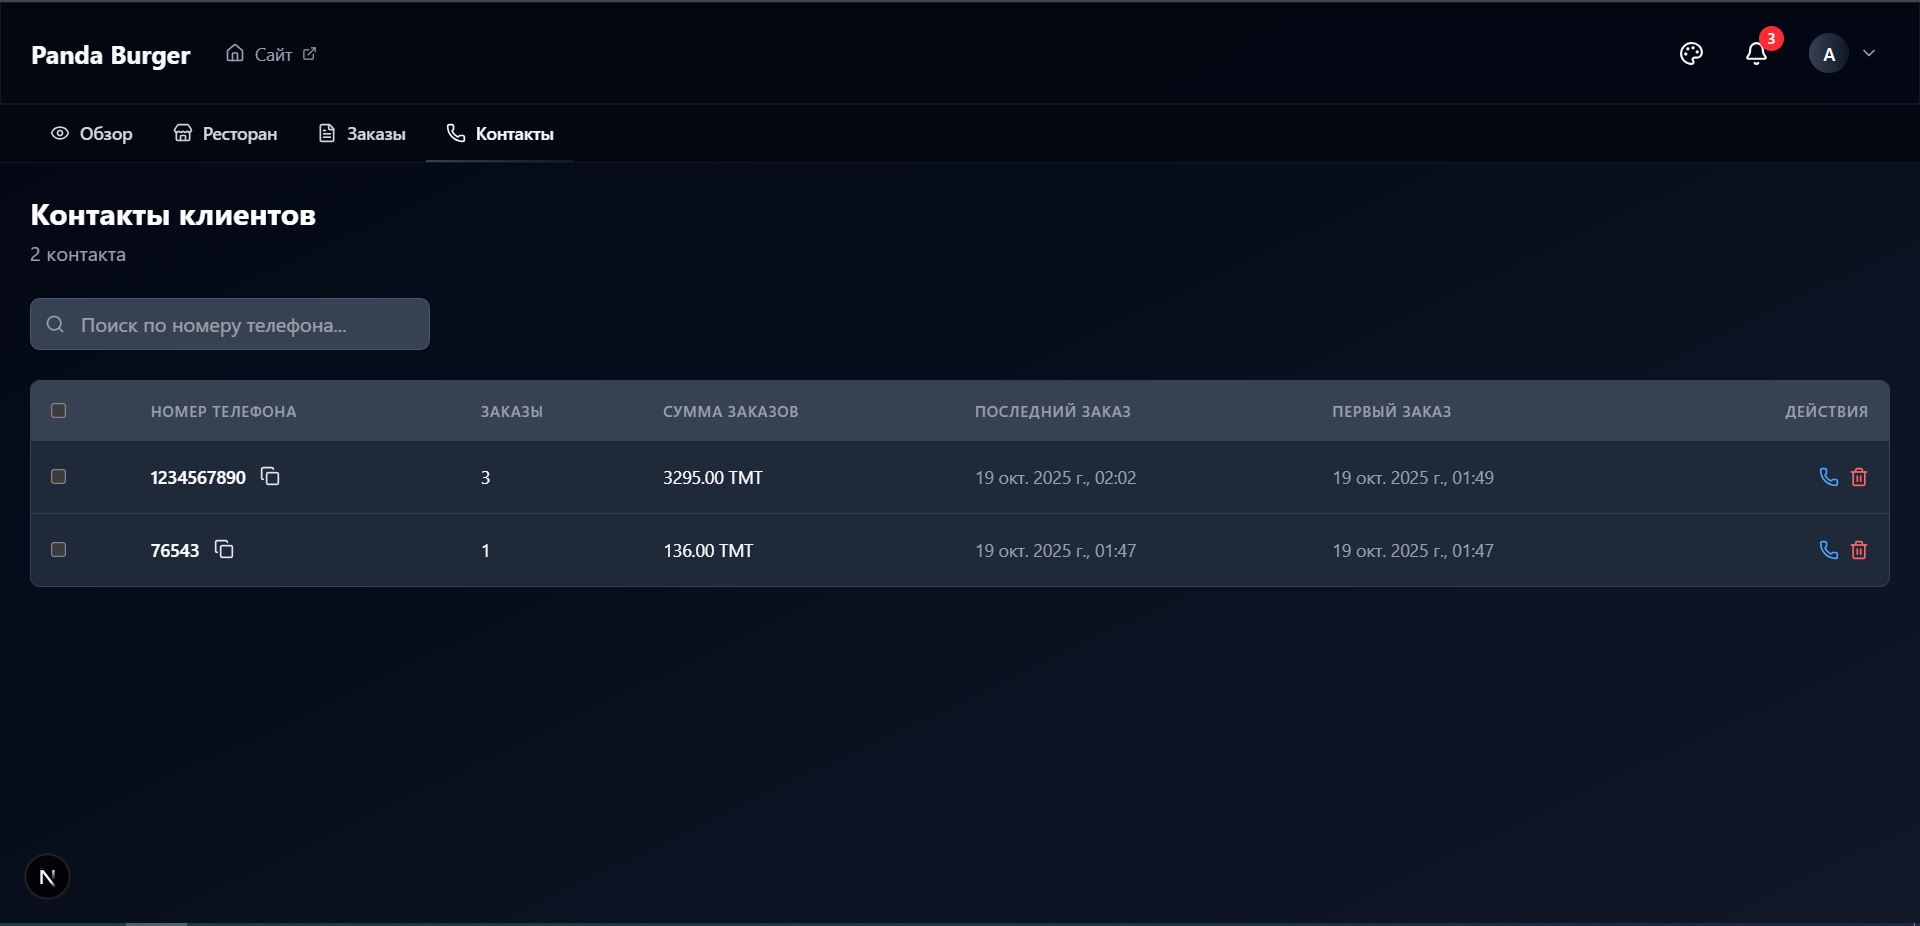 Panda Burger Сайт 3 A
Обзор Ресторан Заказы Контакты
Контакты клиентов
2 контакта
Поиск по номеру телефона...
НОМЕР ТЕЛЕФОНА ЗАКАЗЫ СУММА ЗАКАЗОВ ПОСЛЕДНИЙ ЗАКАЗ ПЕРВЫЙ ЗАКАЗ ДЕЙСТВИЯ
1234567890 3 3295.00 TMT 19 окт. 2025 г., 02:02 19 окт. 2025 г., 01:49
76543 1 136.00 TMT 19 окт. 2025 г., 01:47 19 окт. 2025 г., 01:47
N